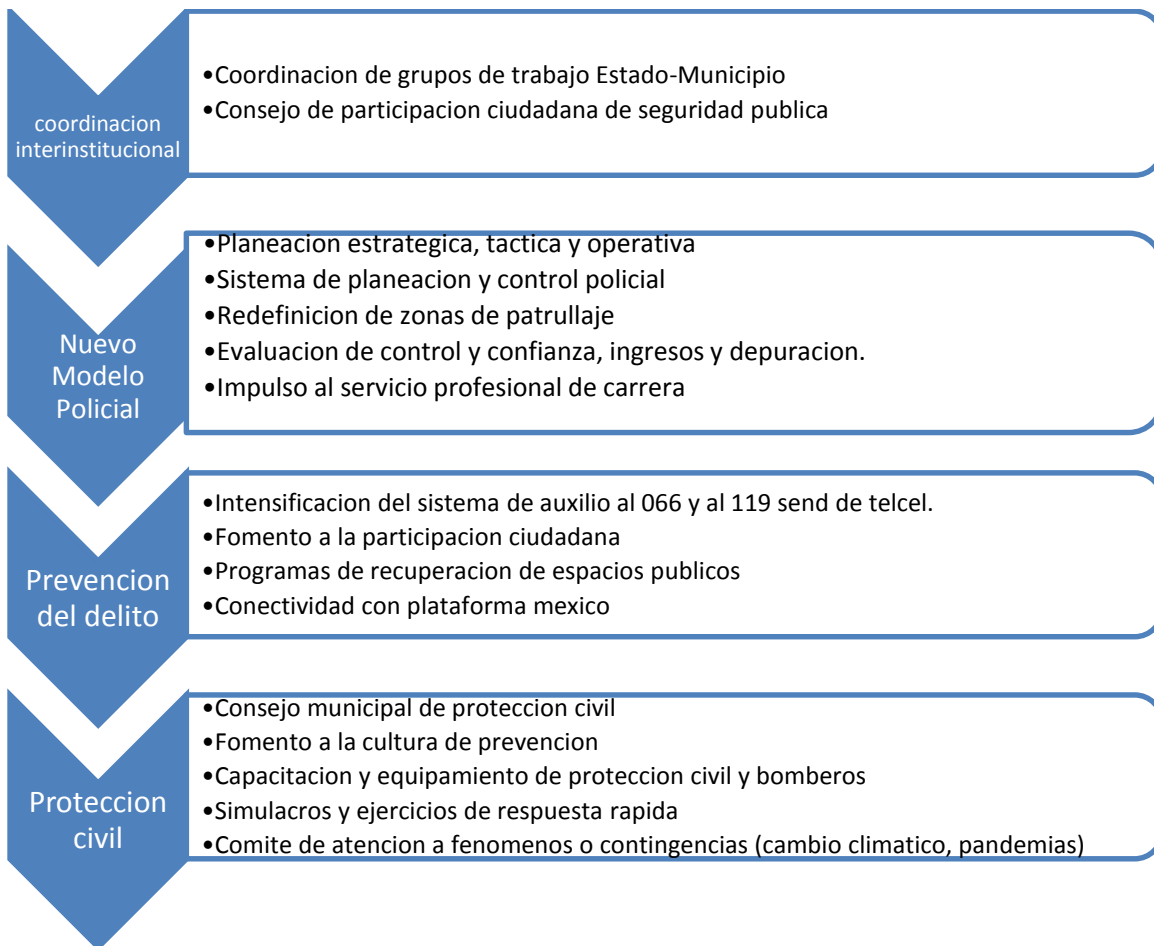 coordinacion
interinstitucional
•Coordinacion de grupos de trabajo Estado-Municipio
•Consejo de participacion ciudadana de seguridad publica
Nuevo
Modelo
Policial
•Planeacion estrategica, tactica y operativa
•Sistema de planeacion y control policial
•Redefinicion de zonas de patrullaje
•Evaluacion de control y confianza, ingresos y depuracion.
•Impulso al servicio profesional de carrera
Prevencion
del delito
•Intensificacion del sistema de auxilio al 066 y al 119 send de telcel.
•Fomento a la participacion ciudadana
•Programas de recuperacion de espacios publicos
•Conectividad con plataforma mexico
Proteccion
civil
•Consejo municipal de proteccion civil
•Fomento a la cultura de prevencion
•Capacitacion y equipamiento de proteccion civil y bomberos
•Simulacros y ejercicios de respuesta rapida
•Comite de atencion a fenomenos o contingencias (cambio climatico, pandemias)